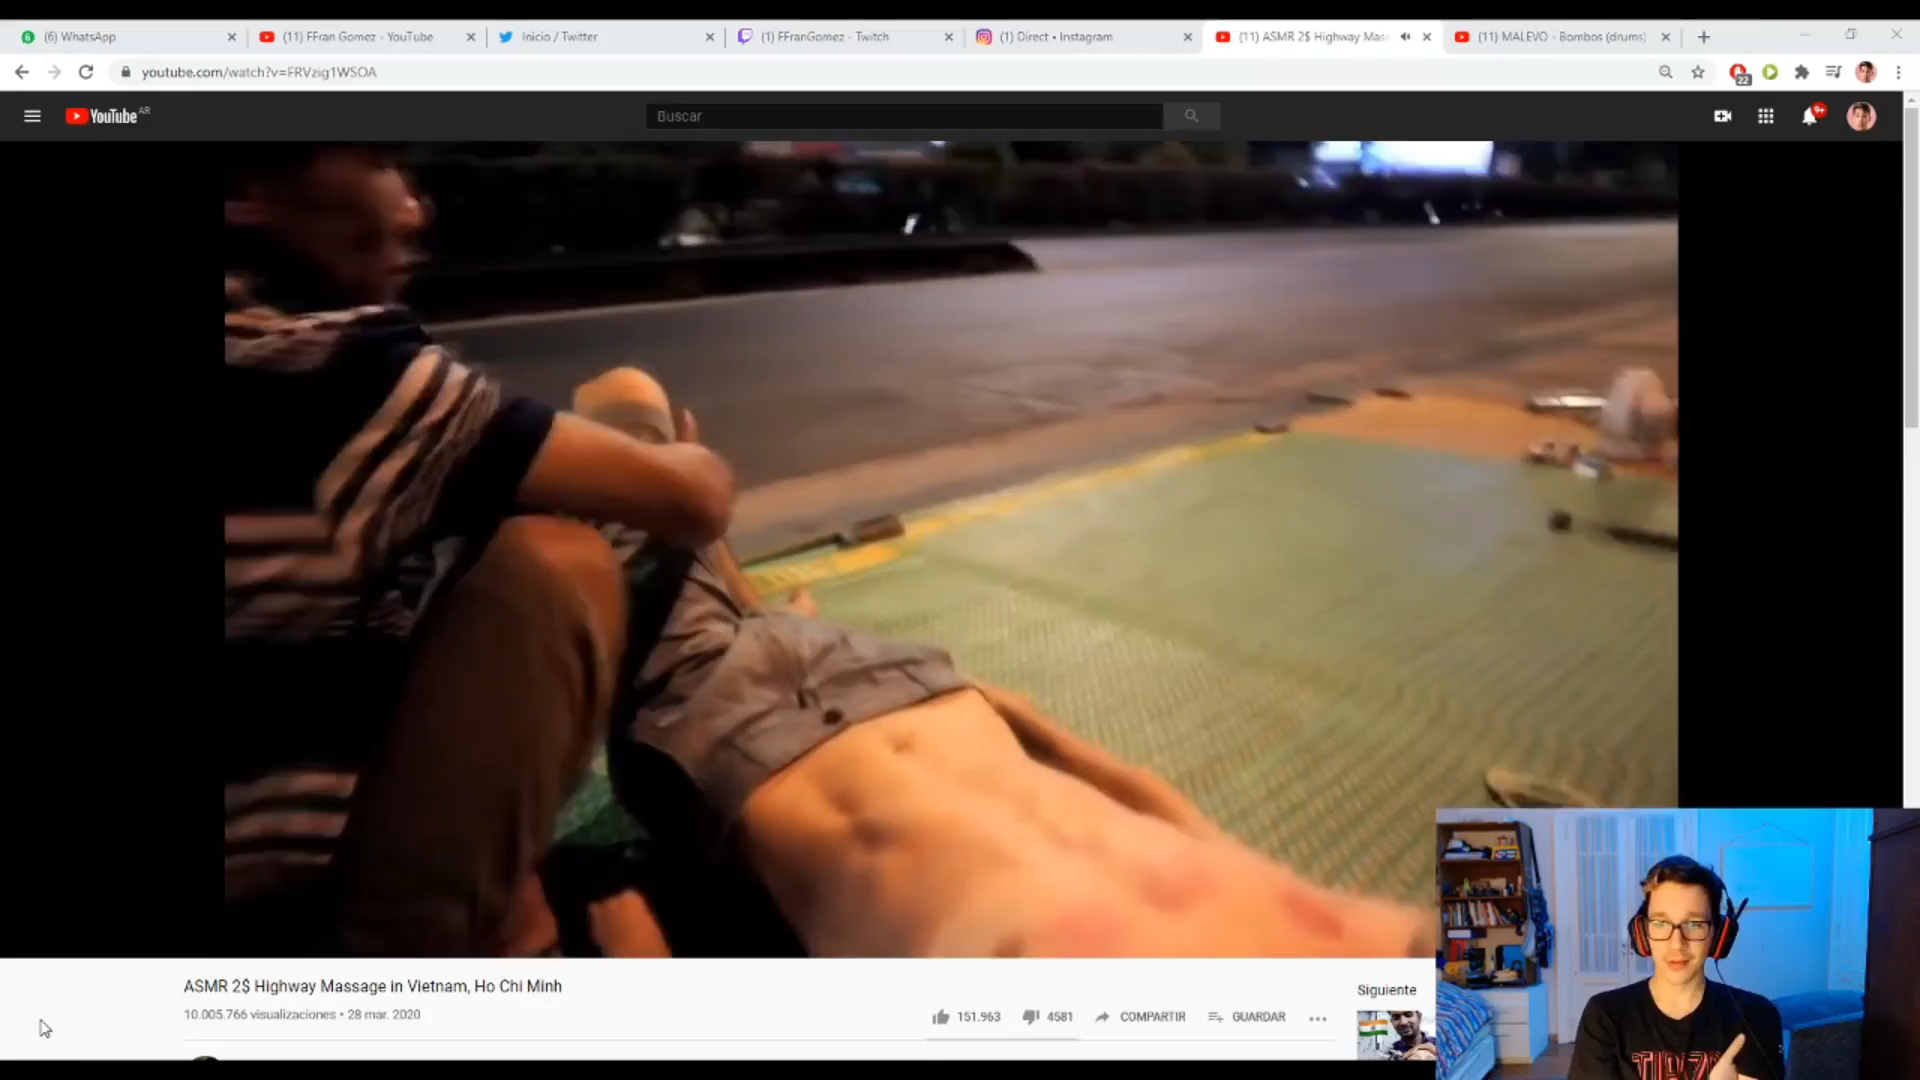 (6) WhatsApp
(11) FFran Gomez - YouTube
Inicio / Twitter
(1) FFranGomez - Twitch
(1) Direct • Instagram
(11) ASMR 2$ Highway Mas
(11) MALEVO - Bombos (drums)
youtube.com/watch?v=FRVzig1WSOA
22
YouTube AR
Buscar
9+
ASMR 2$ Highway Massage in Vietnam, Ho Chi Minh
10.005.766 visualizaciones • 28 mar. 2020
151.963
4581
COMPARTIR
GUARDAR
Siguiente